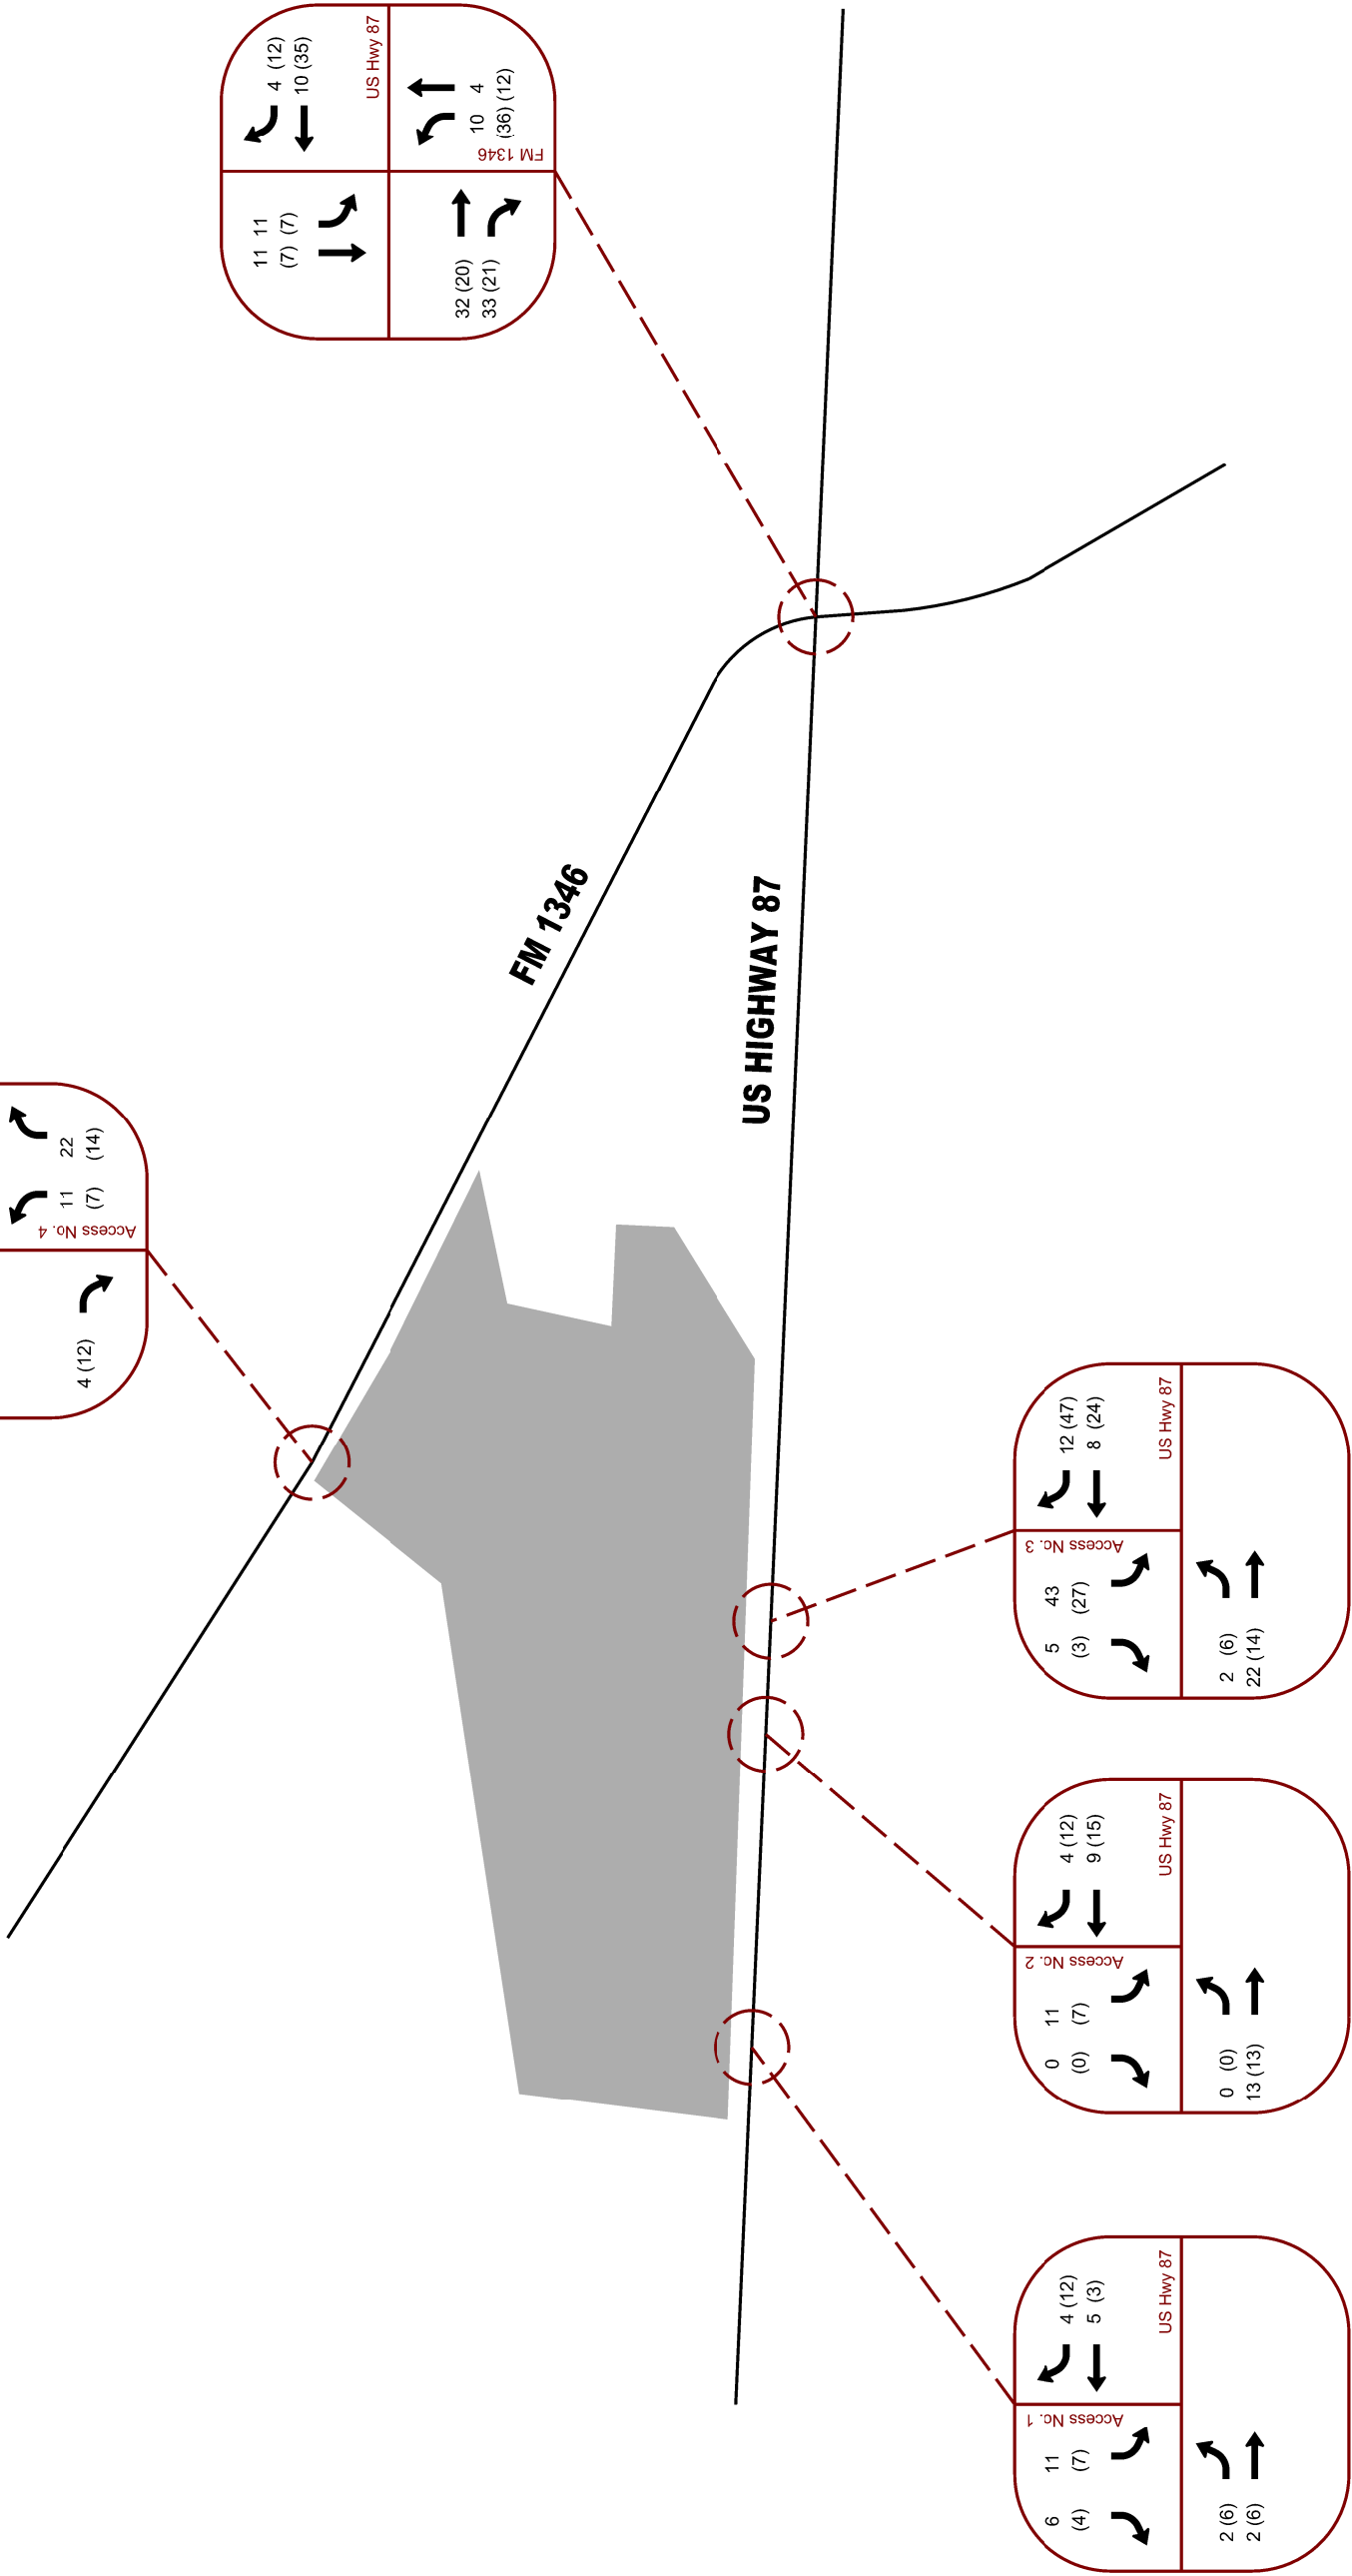 4 (12)
10 (35)
US Hwy 87
11 11
(7) (7)
10 4
(36) (12)
FM 1346
32 (20)
33 (21)
FM 1346
US HIGHWAY 87
11 22
(7) (14)
Access No. 4
4 (12)
12 (47)
8 (24)
US Hwy 87
Access No. 3
5 43
(3) (27)
2 (6)
22 (14)
4 (12)
9 (15)
US Hwy 87
Access No. 2
0 11
(0) (7)
0 (0)
13 (13)
4 (12)
5 (3)
US Hwy 87
Access No. 1
6 11
(4) (7)
2 (6)
2 (6)